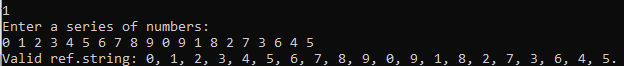 1
Enter a series of numbers:
0 1 2 3 4 5 6 7 8 9 0 9 1 8 2 7 3 6 4 5
Valid ref.string: 0, 1, 2, 3, 4, 5, 6, 7, 8, 9, 0, 9, 1, 8, 2, 7, 3, 6, 4, 5.